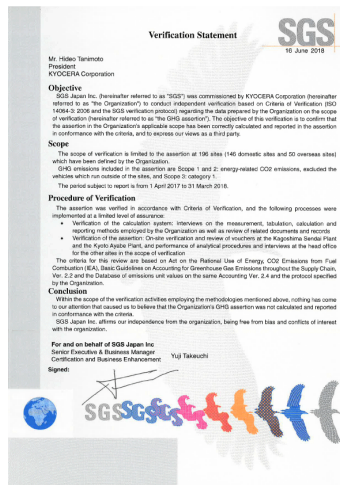 Verification Statement
SGS
16 June 2018
Mr. Hideo Tanimoto
President
KYOCERA Corporation
Objective
SGS Japan Inc. (hereinafter referred to as "SGS") was commissioned by KYOCERA Corporation (hereinafter
referred to as "the Organization") to conduct independent verification based on Criteria of Verification (ISO
14064-3: 2006 and the SGS verification protocol) regarding the data prepared by the Organization on the scope
of verification (hereinafter referred to as "the GHG assertion"). The objective of this verification is to confirm that
the assertion in the Organization's applicable scope has been correctly calculated and reported in the assertion
in conformance with the criteria, and to express our views as a third party.
Scope
The scope of verification is limited to the assertion at 196 sites (146 domestic sites and 50 overseas sites)
which have been defined by the Organization.
GHG emissions included in the assertion are Scope 1 and 2: energy-related CO2 emissions, excluded the
vehicles which run outside of the sites, and Scope 3: category 1.
The period subject to report is from 1 April 2017 to 31 March 2018.
Procedure of Verification
The assertion was verified in accordance with Criteria of Verification, and the following processes were
implemented at a limited level of assurance:
• Verification of the calculation system: Interviews on the measurement, tabulation, calculation and
reporting methods employed by the Organization as well as review of related documents and records
• Verification of the assertion: On-site verification and review of vouchers at the Kagoshima Sendai Plant
and the Kyoto Ayabe Plant, and performance of analytical procedures and interviews at the head office
for the other sites in the scope of verification
The criteria for this review are based on Act on the Rational Use of Energy, CO2 Emissions from Fuel
Combustion (IEA), Basic Guidelines on Accounting for Greenhouse Gas Emissions throughout the Supply Chain,
Ver. 2.2 and the Database of emissions unit values on the same Accounting Ver. 2.4 and the protocol specified
by the Organization.
Conclusion
Within the scope of the verification activities employing the methodologies mentioned above, nothing has come
to our attention that caused us to believe that the Organization's GHG assertion was not calculated and reported
in conformance with the criteria.
SGS Japan Inc. affirms our independence from the organization, being free from bias and conflicts of interest
with the organization.
For and on behalf of SGS Japan Inc
Senior Executive & Business Manager
Certification and Business Enhancement
Yuji Takeuchi
Signed:
SGSSGSGS